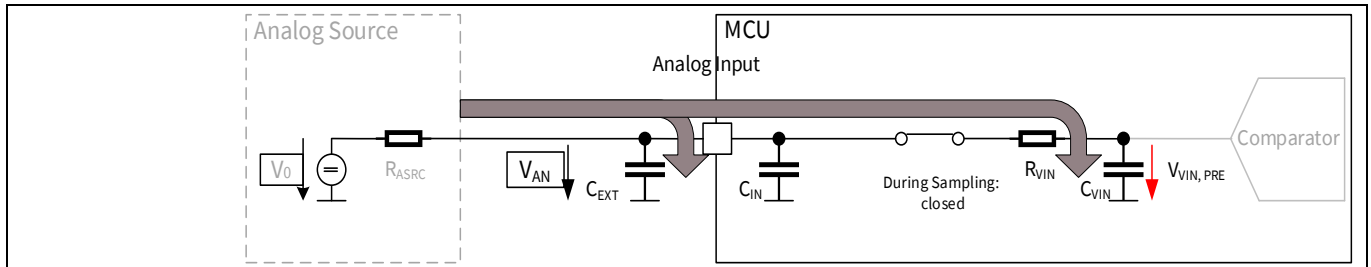 Analog Source
MCU
Analog Input
Comparator
V0
=
RASRC
VAN
CEXT
CIN
During Sampling:
closed
RVIN
CVIN
VVIN, PRE